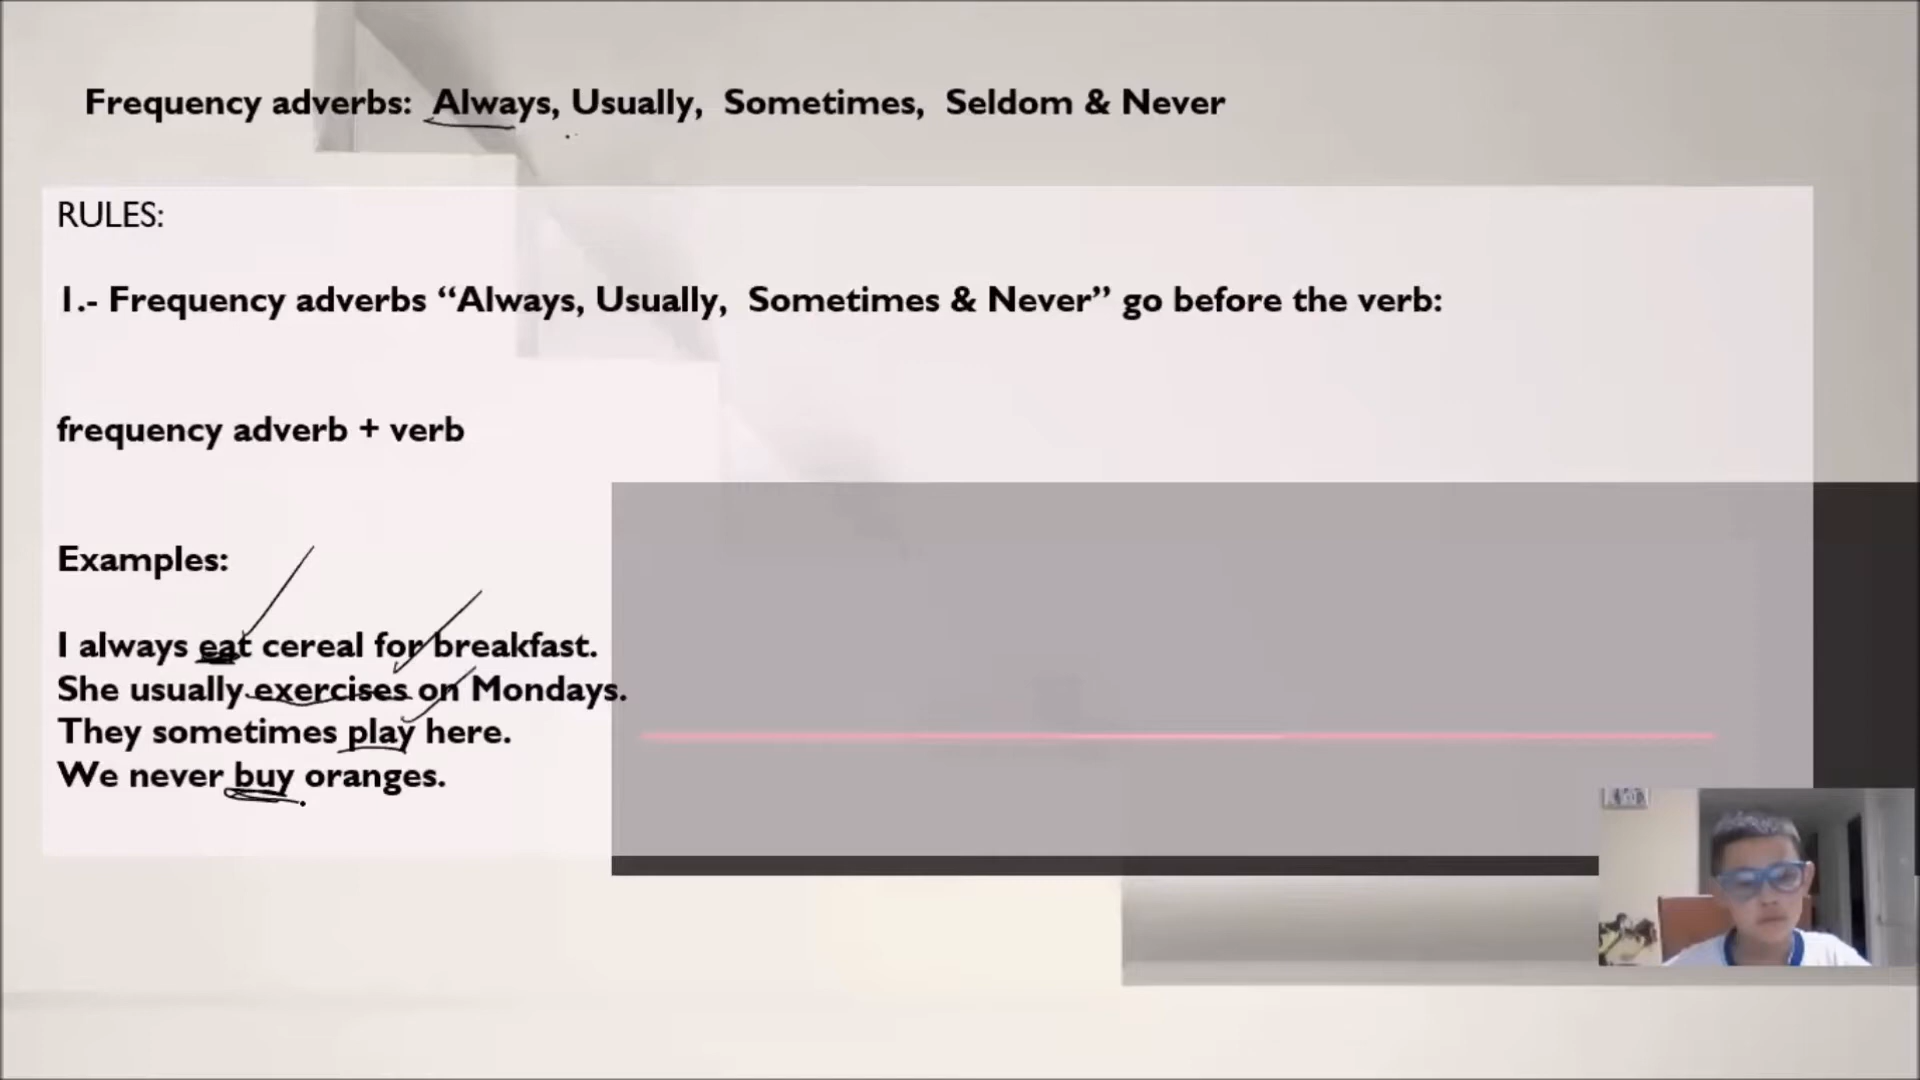 Frequency adverbs: Always, Usually, Sometimes, Seldom & Never
RULES:
1.- Frequency adverbs “Always, Usually, Sometimes & Never” go before the verb:
frequency adverb + verb
Examples:
I always eat cereal for breakfast.
She usually exercises on Mondays.
They sometimes play here.
We never buy oranges.